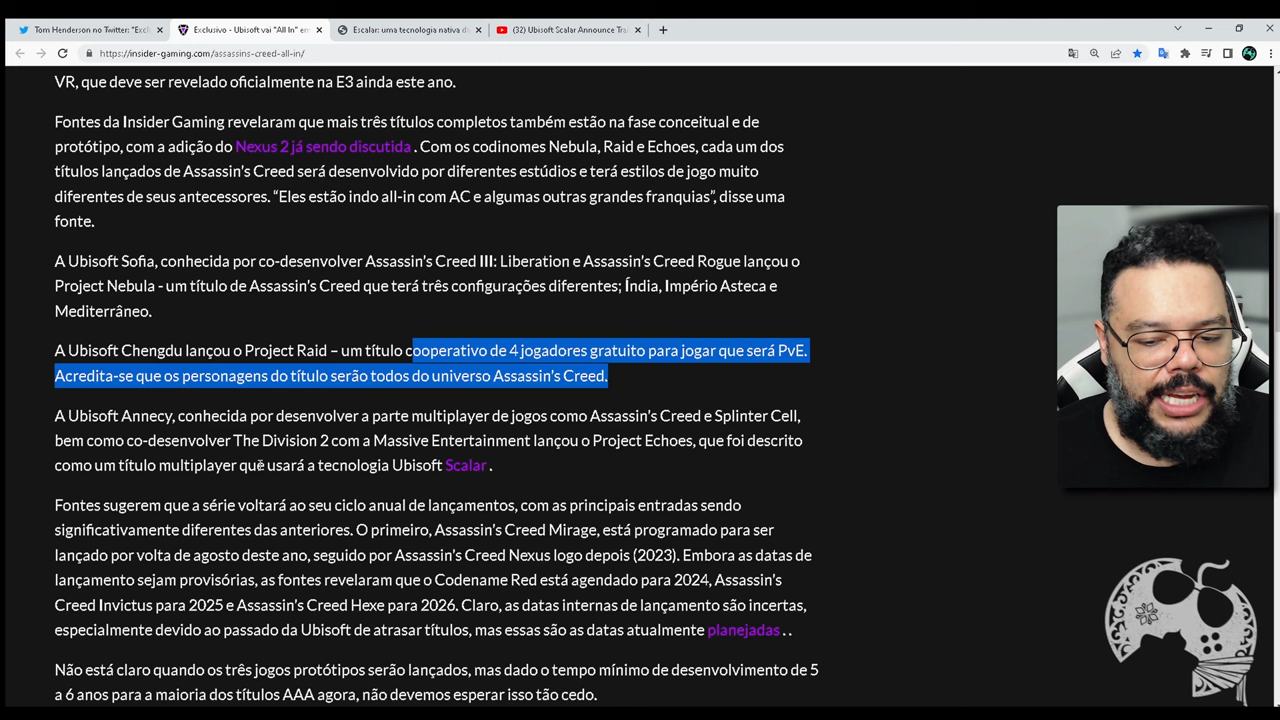 Tom Henderson no Twitter: "Excl
Exclusivo - Ubisoft vai "All In" em
Escalar: uma tecnologia nativa d
(32) Ubisoft Scalar Announce Tra
https://insider-gaming.com/assassins-creed-all-in/
VR, que deve ser revelado oficialmente na E3 ainda este ano.
Fontes da Insider Gaming revelaram que mais três títulos completos também estão na fase conceitual e de
protótipo, com a adição do Nexus 2 já sendo discutida . Com os codinomes Nebula, Raid e Echoes, cada um dos
títulos lançados de Assassin's Creed será desenvolvido por diferentes estúdios e terá estilos de jogo muito
diferentes de seus antecessores. “Eles estão indo all-in com AC e algumas outras grandes franquias”, disse uma
fonte.
A Ubisoft Sofia, conhecida por co-desenvolver Assassin's Creed III: Liberation e Assassin's Creed Rogue lançou o
Project Nebula - um título de Assassin's Creed que terá três configurações diferentes; Índia, Império Asteca e
Mediterrâneo.
A Ubisoft Chengdu lançou o Project Raid – um título cooperativo de 4 jogadores gratuito para jogar que será PvE.
Acredita-se que os personagens do título serão todos do universo Assassin's Creed.
A Ubisoft Annecy, conhecida por desenvolver a parte multiplayer de jogos como Assassin's Creed e Splinter Cell,
bem como co-desenvolver The Division 2 com a Massive Entertainment lançou o Project Echoes, que foi descrito
como um título multiplayer que usará a tecnologia Ubisoft Scalar .
Fontes sugerem que a série voltará ao seu ciclo anual de lançamentos, com as principais entradas sendo
significativamente diferentes das anteriores. O primeiro, Assassin's Creed Mirage, está programado para ser
lançado por volta de agosto deste ano, seguido por Assassin's Creed Nexus logo depois (2023). Embora as datas de
lançamento sejam provisórias, as fontes revelaram que o Codename Red está agendado para 2024, Assassin's
Creed Invictus para 2025 e Assassin's Creed Hexe para 2026. Claro, as datas internas de lançamento são incertas,
especialmente devido ao passado da Ubisoft de atrasar títulos, mas essas são as datas atualmente planejadas . .
Não está claro quando os três jogos protótipos serão lançados, mas dado o tempo mínimo de desenvolvimento de 5
a 6 anos para a maioria dos títulos AAA agora, não devemos esperar isso tão cedo.